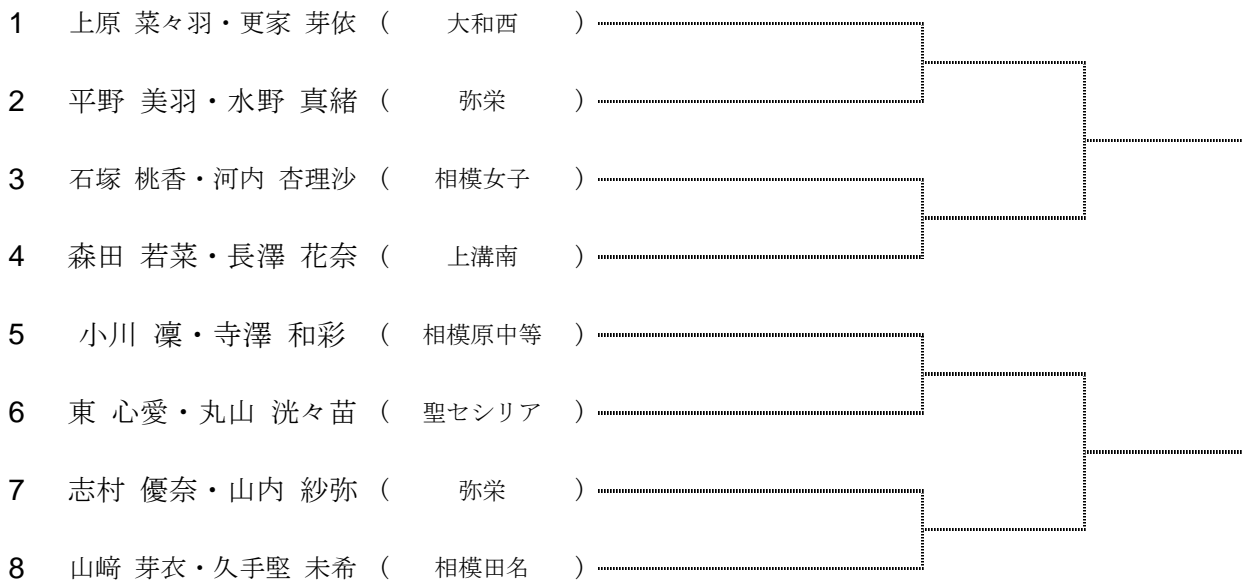 1 上原 菜々羽・更家 芽依 ( 大和西 )
2 平野 美羽・水野 真緒 ( 弥栄 )
3 石塚 桃香・河内 杏理沙 ( 相模女子 )
4 森田 若菜・長澤 花奈 ( 上溝南 )
5 小川 凜・寺澤 和彩 ( 相模原中等 )
6 東 心愛・丸山 洸々苗 ( 聖セシリア )
7 志村 優奈・山内 紗弥 ( 弥栄 )
8 山﨑 芽衣・久手堅 未希 ( 相模田名 )